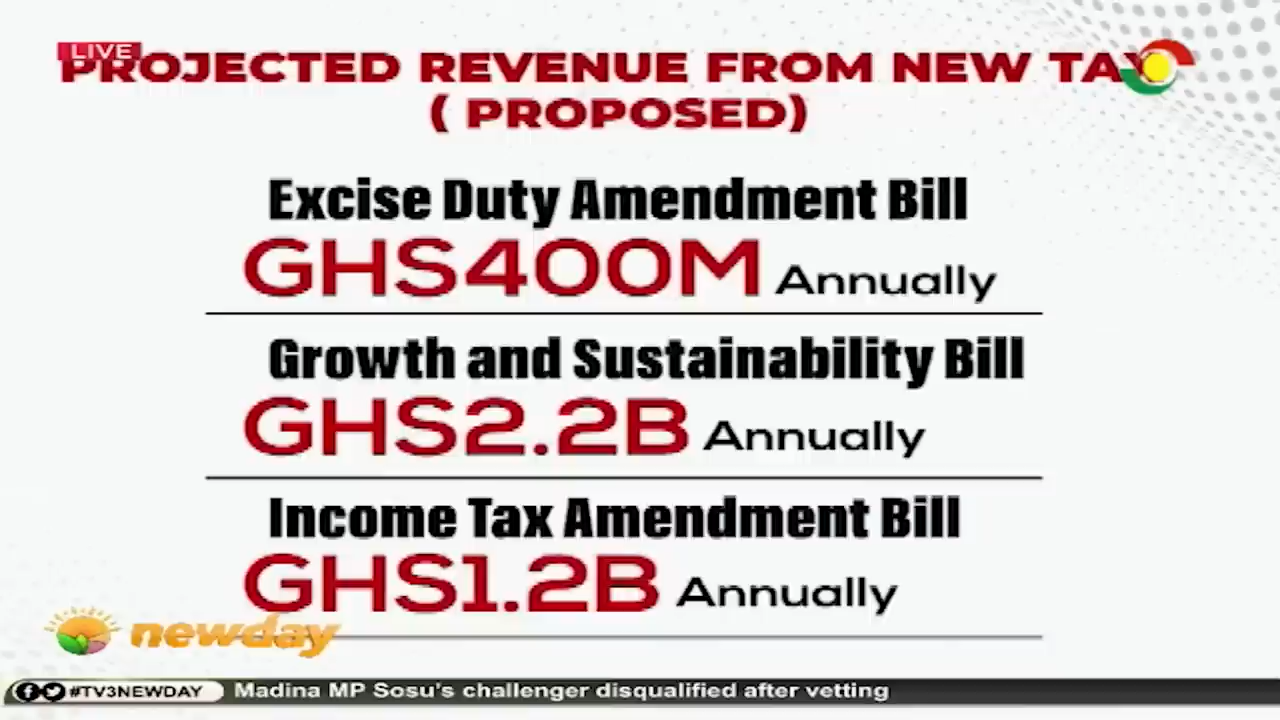 LIVE
PROJECTED REVENUE FROM NEW TAX
( PROPOSED)
Excise Duty Amendment Bill
GHS400M Annually
Growth and Sustainability Bill
GHS2.2B Annually
Income Tax Amendment Bill
GHS1.2B Annually
newday
#TV3NEWDAY Madina MP Sosu's challenger disqualified after vetting